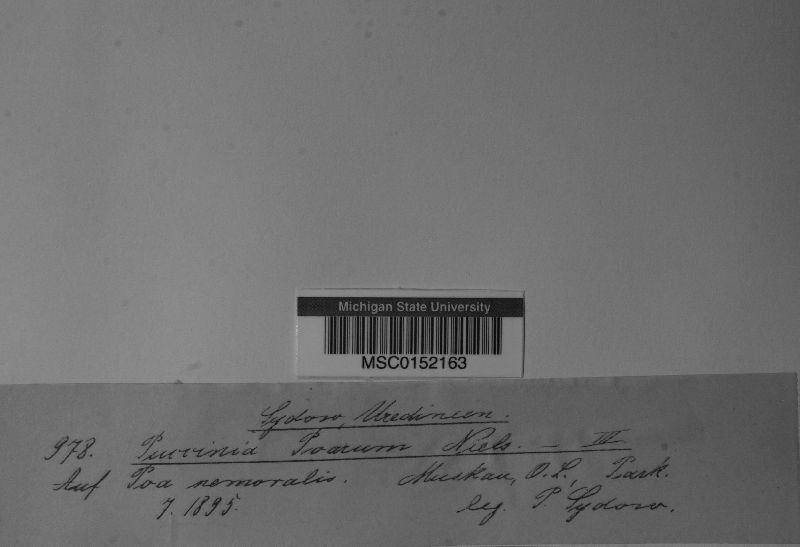 Michigan State University
MSC0152163
Sydow, Uredineen.
978. Puccinia Poarum Niels. — III
Auf Poa nemoralis. Muskau, O. L., Park.
7. 1895. leg. P. Sydow.